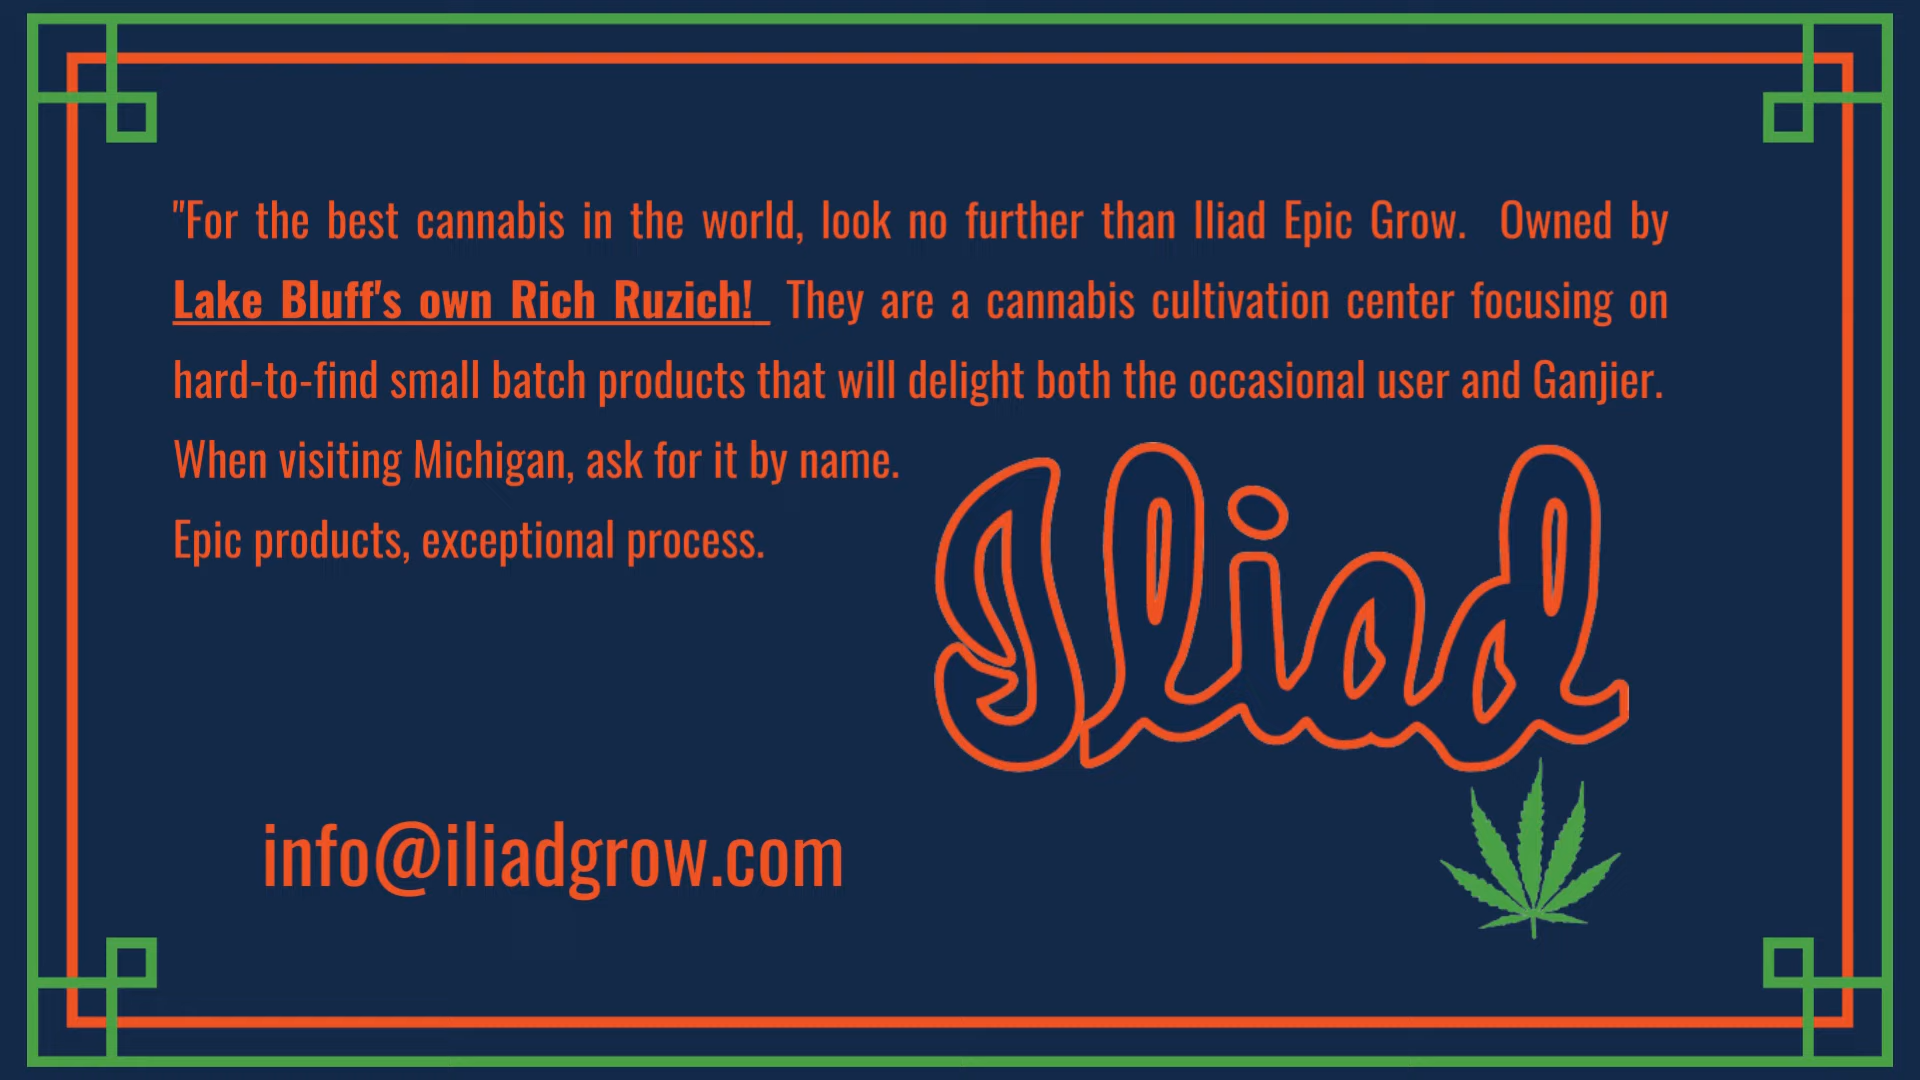 "For the best cannabis in the world, look no further than Iliad Epic Grow. Owned by
Lake Bluff's own Rich Ruzich! They are a cannabis cultivation center focusing on
hard-to-find small batch products that will delight both the occasional user and Ganjier.
When visiting Michigan, ask for it by name.
Epic products, exceptional process.
Iliad
info@iliadgrow.com